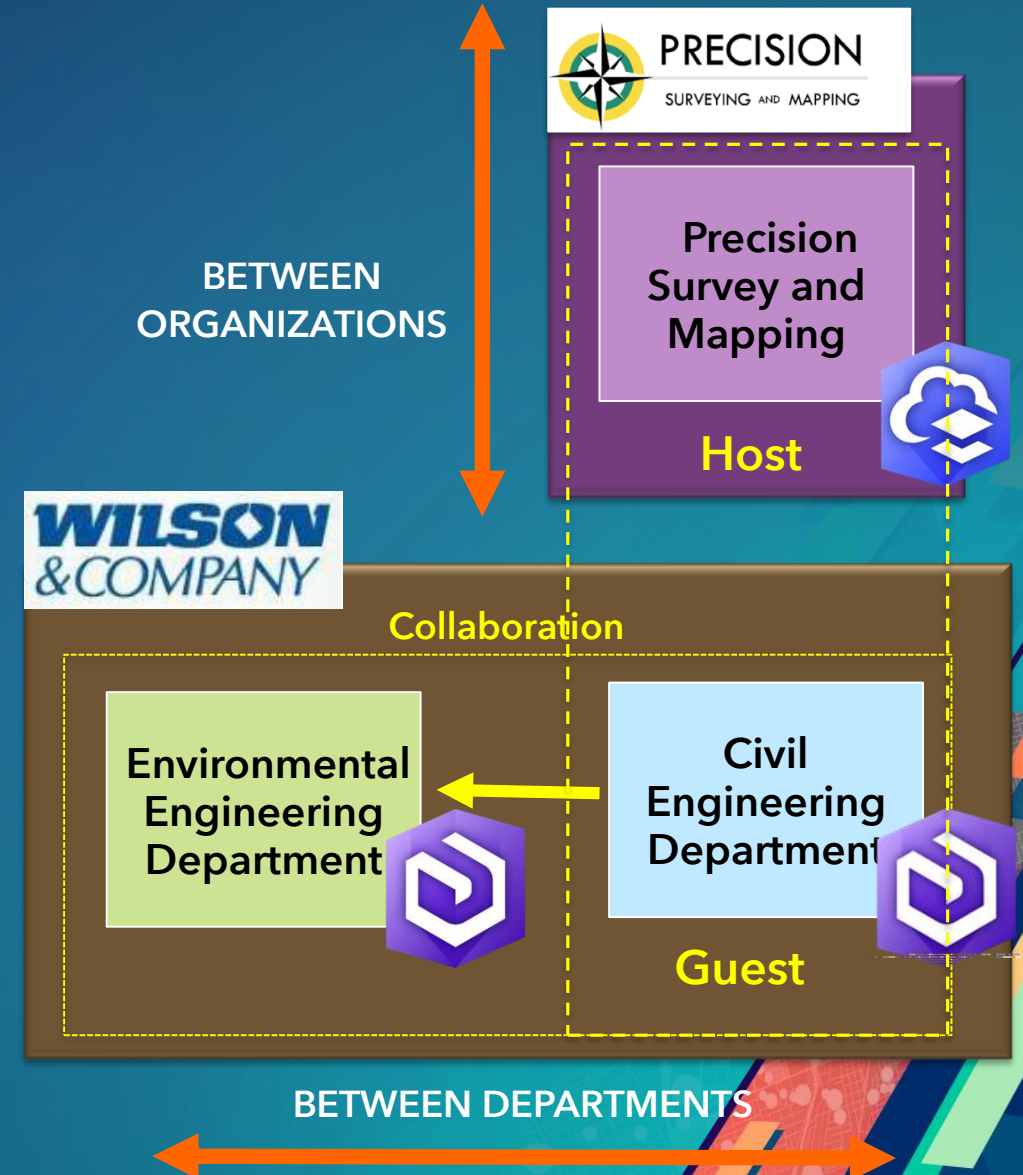 PRECISION
SURVEYING AND MAPPING
Precision
Survey and
Mapping
Host
BETWEEN
ORGANIZATIONS
WILSON
&COMPANY
Collaboration
Environmental
Engineering
Department
Civil
Engineering
Department
Guest
BETWEEN DEPARTMENTS